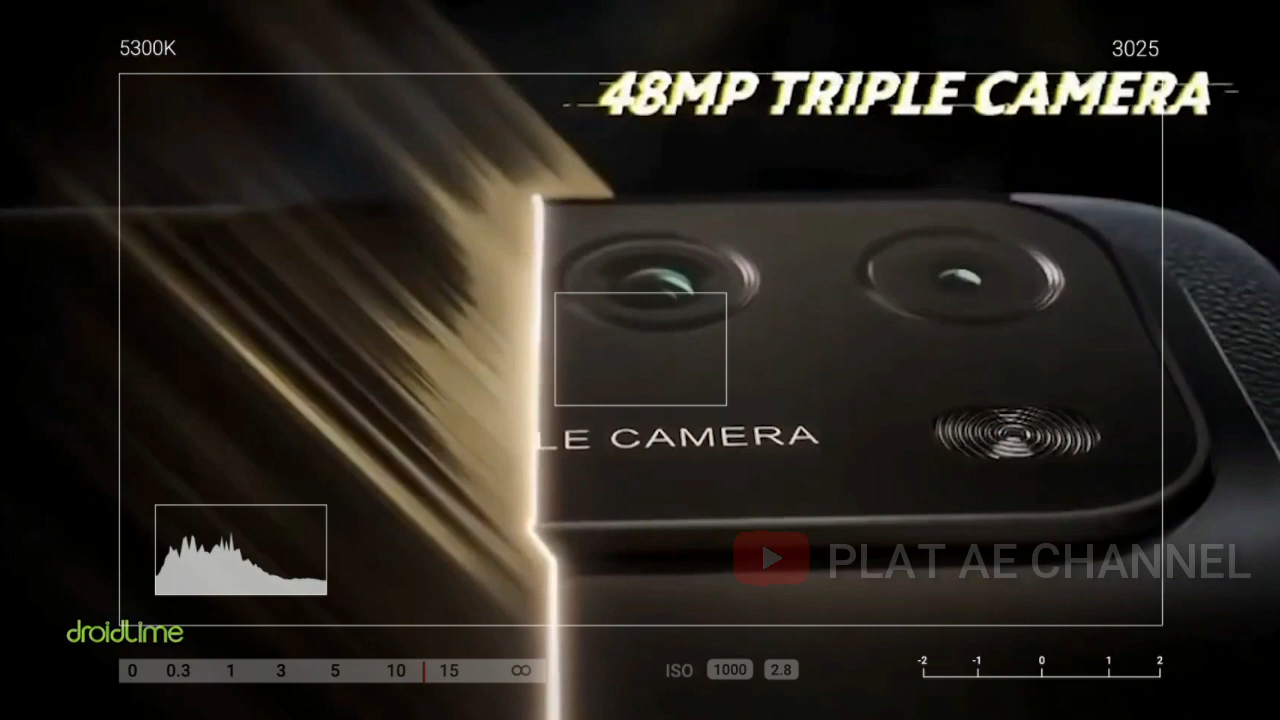 5300K
3025
48MP TRIPLE CAMERA
LE CAMERA
PLAT AE CHANNEL
droidtime
0 0.3 1 3 5 10 15 ∞
ISO 1000 2.8
-2 -1 0 1 2